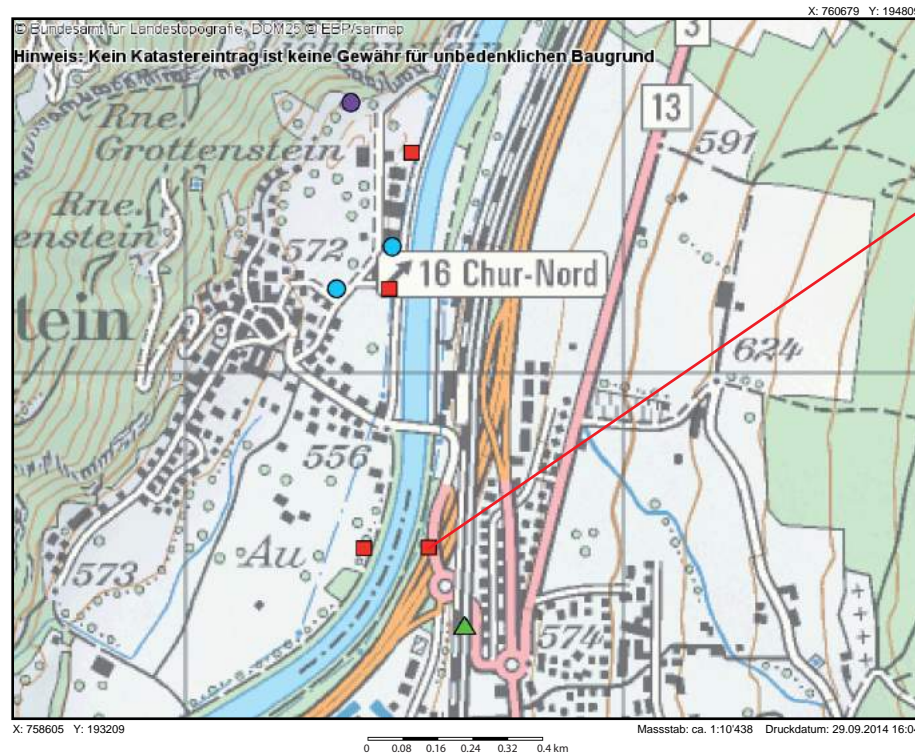 X: 760679   Y: 194809
© Bundesamt für Landestopografie, DOM25 © EBP/sarmap
Hinweis: Kein Katastereintrag ist keine Gewähr für unbedenklichen Baugrund
3
13
Rne.
Grottenstein
591
Rne.
enstein
572
16 Chur-Nord
tein
624
556
Au
573
574
X: 758605   Y: 193209
Massstab: ca. 1:10'438   Druckdatum: 29.09.2014 16:04
0 0.08 0.16 0.24 0.32 0.4 km